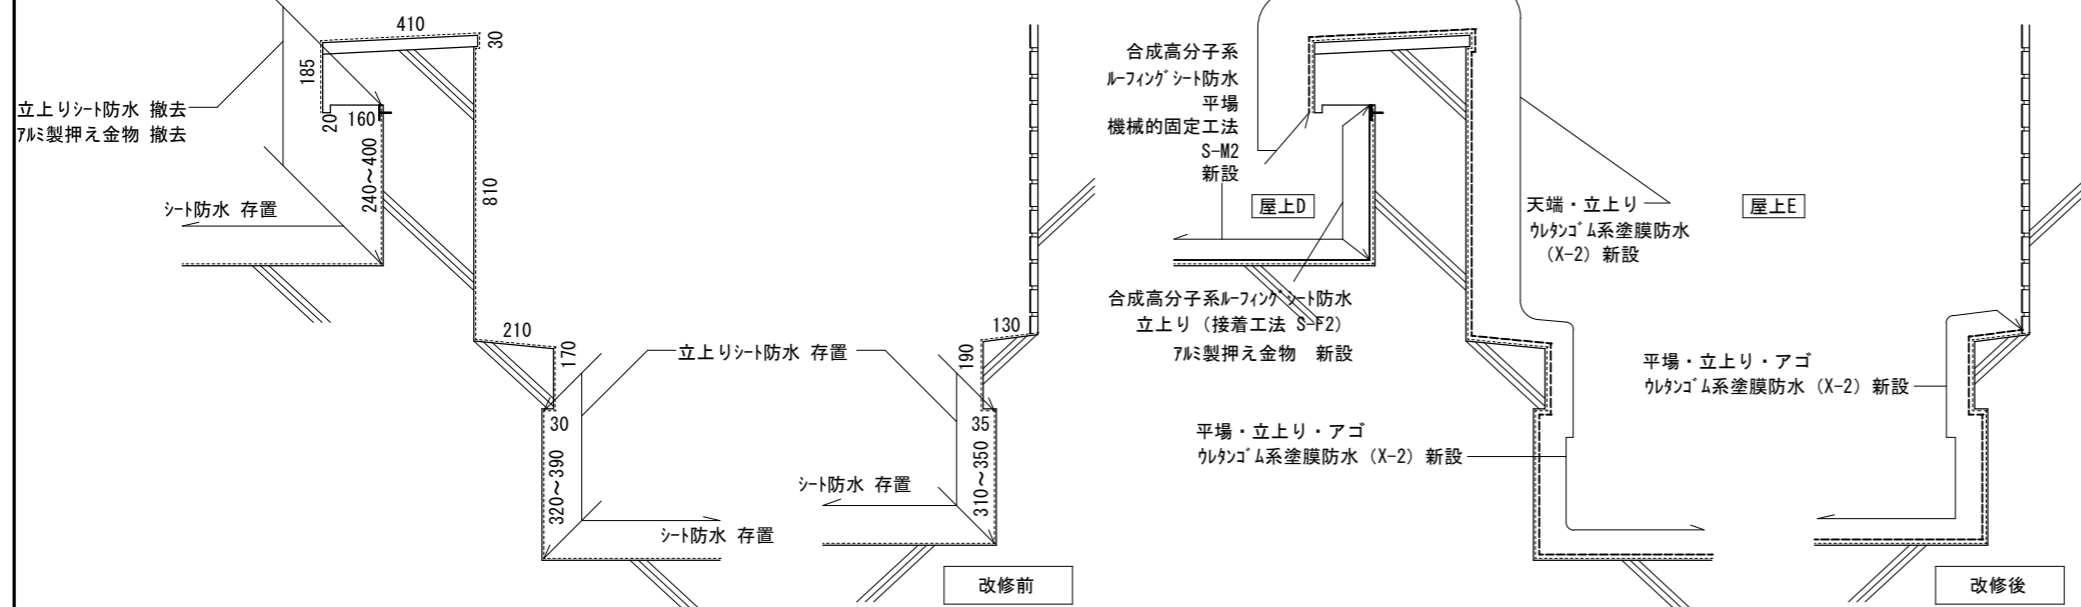 410
30
185
立上りｼｰﾄ防水 撤去
ｱﾙﾐ製押え金物 撤去
20
160
240～400
810
ｼｰﾄ防水 存置
210
170
立上りｼｰﾄ防水 存置
130
190
30
35
320～390
310～350
ｼｰﾄ防水 存置
ｼｰﾄ防水 存置
改修前
合成高分子系
ﾙｰﾌｨﾝｸﾞｼｰﾄ防水
平場
機械的固定工法
S-M2
新設
屋上D
天端・立上り
ｳﾚﾀﾝｺﾞﾑ系塗膜防水
（X-2）新設
屋上E
合成高分子系ﾙｰﾌｨﾝｸﾞｼｰﾄ防水
立上り（接着工法 S-F2）
ｱﾙﾐ製押え金物　新設
平場・立上り・アゴ
ｳﾚﾀﾝｺﾞﾑ系塗膜防水（X-2）新設
平場・立上り・アゴ
ｳﾚﾀﾝｺﾞﾑ系塗膜防水（X-2）新設
改修後